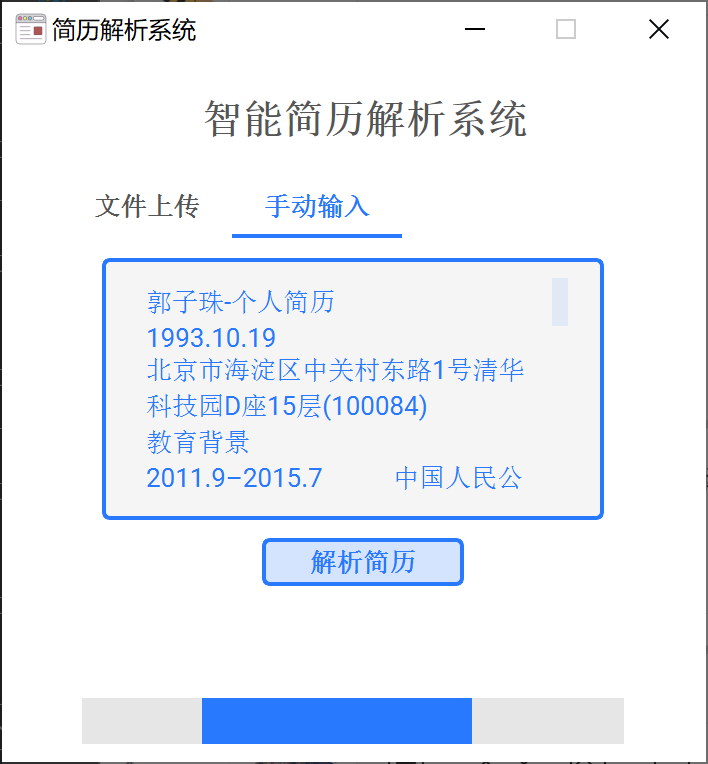 简历解析系统
智能简历解析系统
文件上传 手动输入
郭子珠-个人简历
1993.10.19
北京市海淀区中关村东路1号清华
科技园D座15层(100084)
教育背景
2011.9–2015.7 中国人民公
解析简历